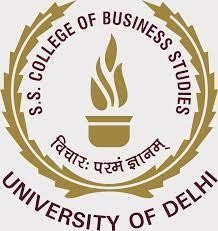 S.S. COLLEGE OF BUSINESS STUDIES
विचार: परमं ज्ञानम्
UNIVERSITY OF DELHI